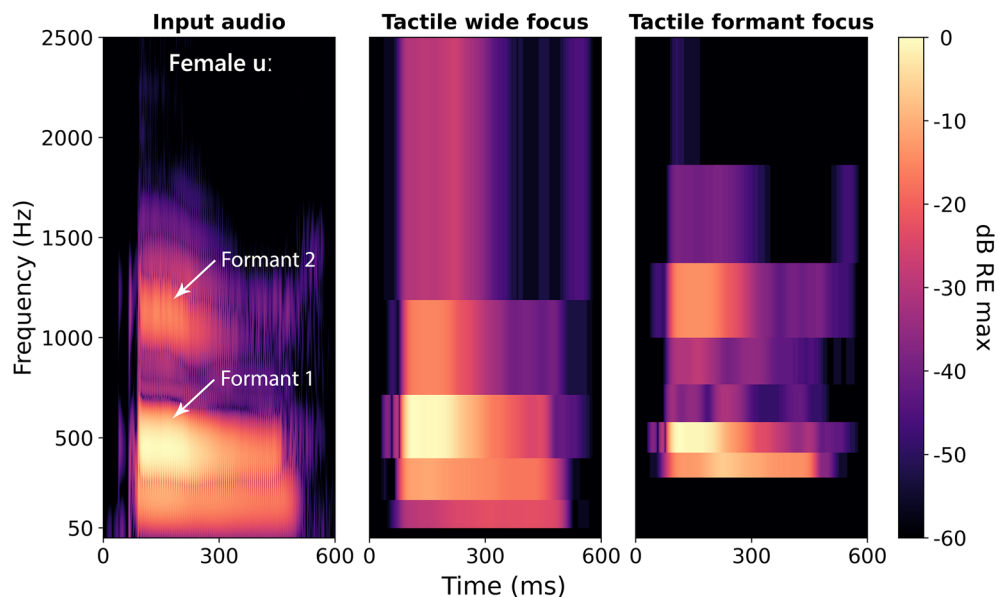 Input audio
Tactile wide focus
Tactile formant focus
Female uː
Formant 2
Formant 1
Frequency (Hz)
2500
2000
1500
1000
500
50
0
300
600
0
300
600
0
300
600
Time (ms)
0
-10
-20
-30
-40
-50
-60
dB RE max